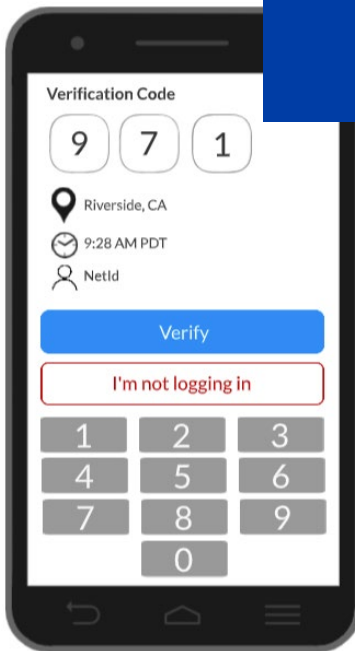 Verification Code
9 7 1
Riverside, CA
9:28 AM PDT
NetId
Verify
I'm not logging in
1 2 3
4 5 6
7 8 9
0